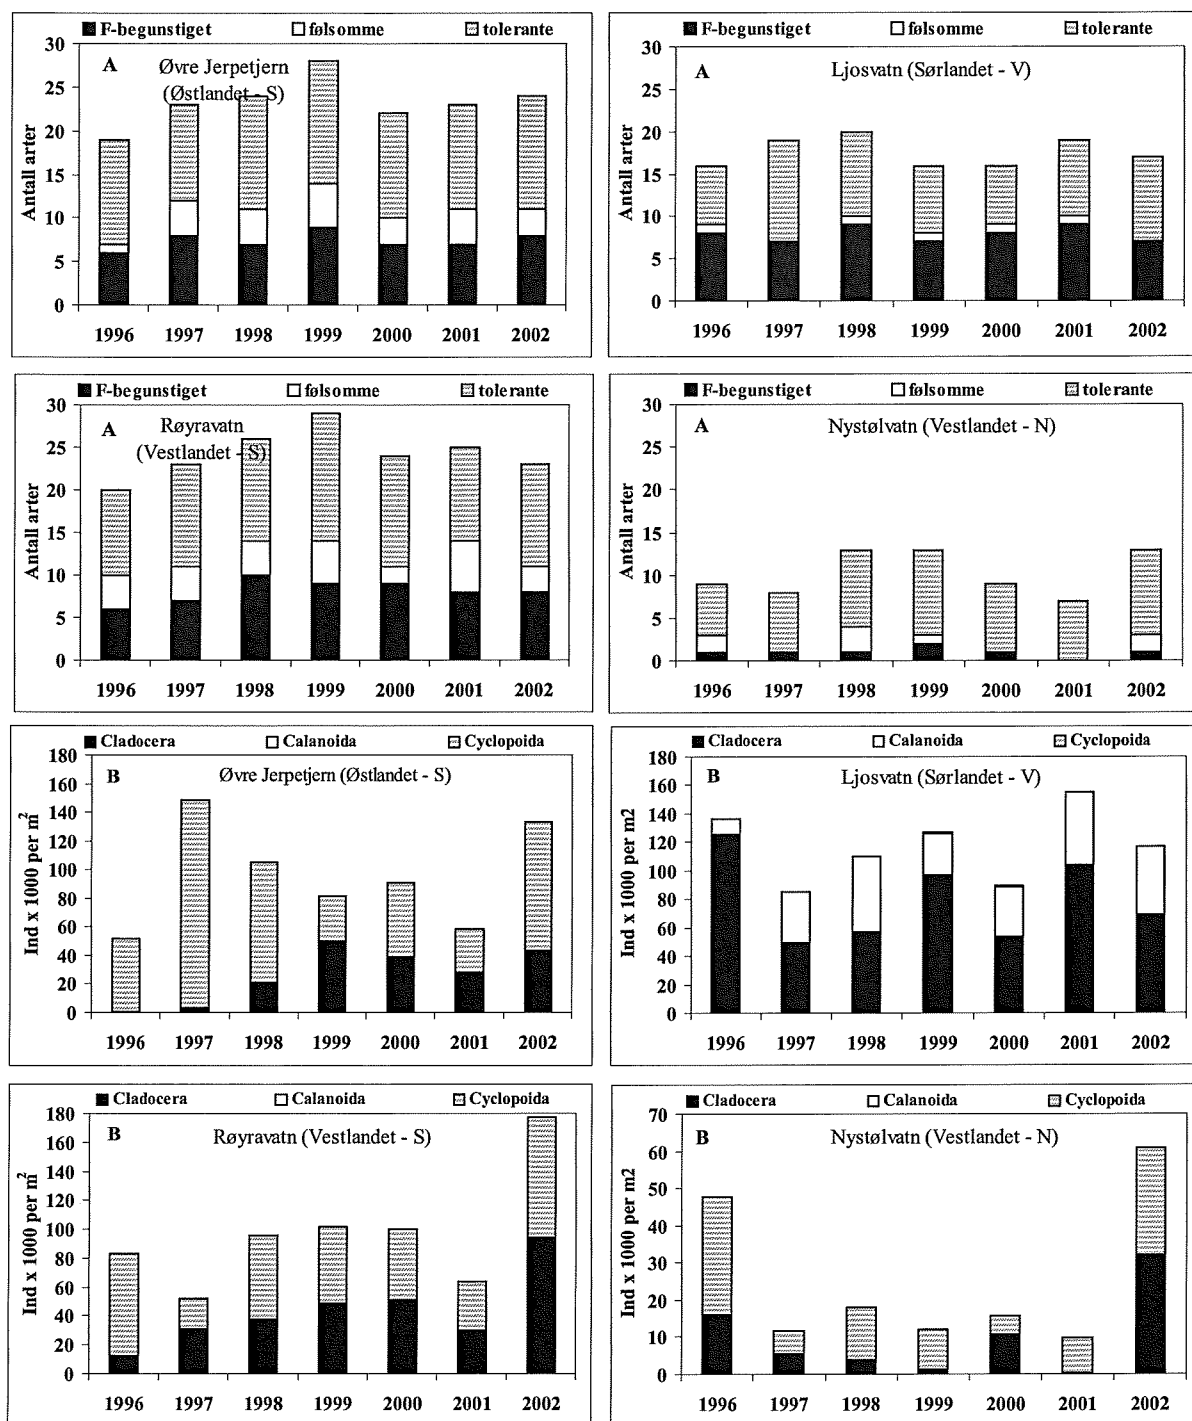 F-begunstiget følsomme tolerante
A Øvre Jerpetjern
(Østlandet - S)
Antall arter
30
25
20
15
10
5
0
1996 1997 1998 1999 2000 2001 2002
F-begunstiget følsomme tolerante
A Ljosvatn (Sørlandet - V)
Antall arter
30
25
20
15
10
5
0
1996 1997 1998 1999 2000 2001 2002
F-begunstiget følsomme tolerante
A Røyravatn
(Vestlandet - S)
Antall arter
30
25
20
15
10
5
0
1996 1997 1998 1999 2000 2001 2002
F-begunstiget følsomme tolerante
A Nystølvatn (Vestlandet - N)
Antall arter
30
25
20
15
10
5
0
1996 1997 1998 1999 2000 2001 2002
Cladocera Calanoida Cyclopoida
B Øvre Jerpetjern (Østlandet - S)
Ind x 1000 per m²
180
160
140
120
100
80
60
40
20
0
1996 1997 1998 1999 2000 2001 2002
Cladocera Calanoida Cyclopoida
B Ljosvatn (Sørlandet - V)
Ind x 1000 per m2
180
160
140
120
100
80
60
40
20
0
1996 1997 1998 1999 2000 2001 2002
Cladocera Calanoida Cyclopoida
B Røyravatn (Vestlandet - S)
Ind x 1000 per m²
180
160
140
120
100
80
60
40
20
0
1996 1997 1998 1999 2000 2001 2002
Cladocera Calanoida Cyclopoida
B Nystølvatn (Vestlandet - N)
Ind x 1000 per m2
70
60
50
40
30
20
10
0
1996 1997 1998 1999 2000 2001 2002